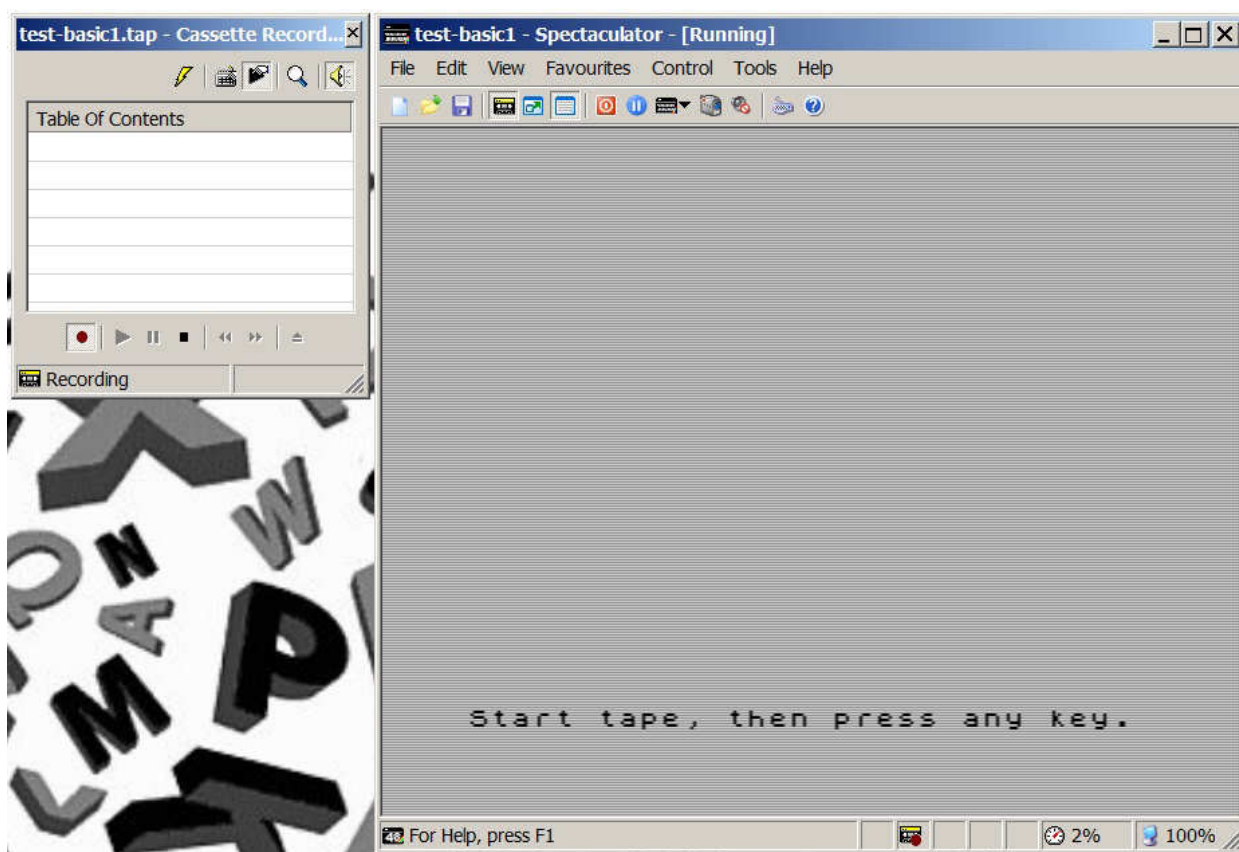 test-basic1.tap - Cassette Record...
Table Of Contents
Recording
test-basic1 - Spectaculator - [Running]
File Edit View Favourites Control Tools Help
Start tape, then press any key.
48 For Help, press F1
2%
100%
X
W
N
A
M
P
L